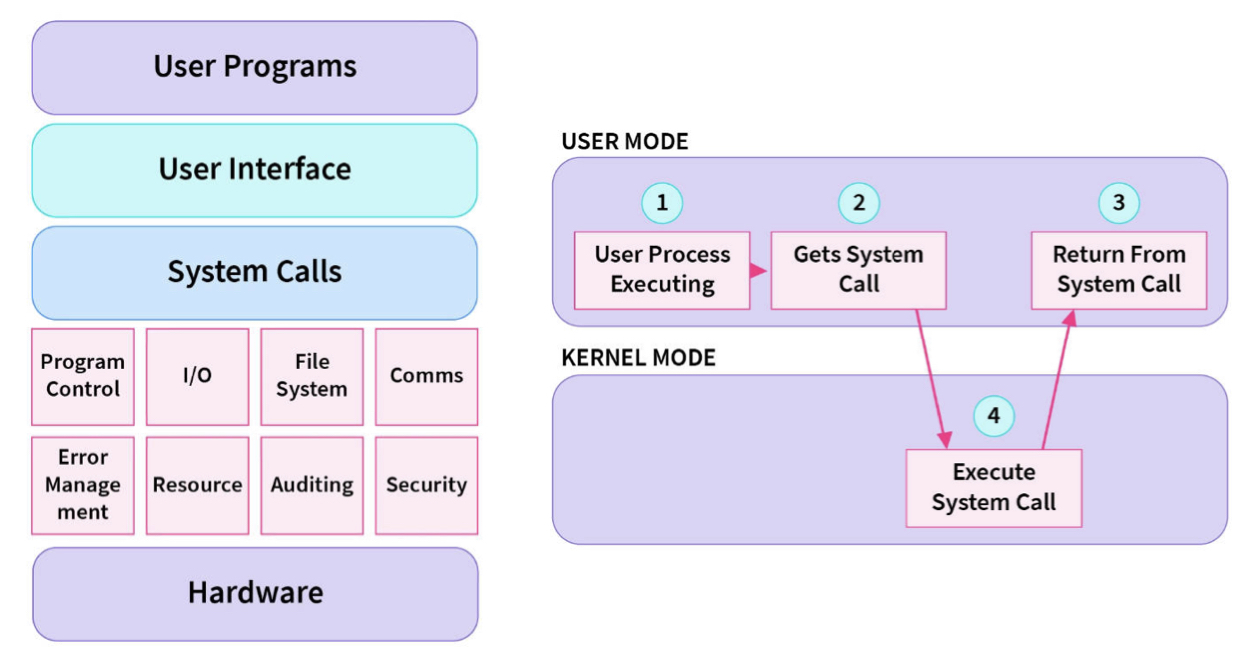 User Programs
User Interface
System Calls
Program
Control
I/O
File
System
Comms
Error
Manage
ment
Resource
Auditing
Security
Hardware
USER MODE
1
User Process
Executing
2
Gets System
Call
3
Return From
System Call
KERNEL MODE
4
Execute
System Call